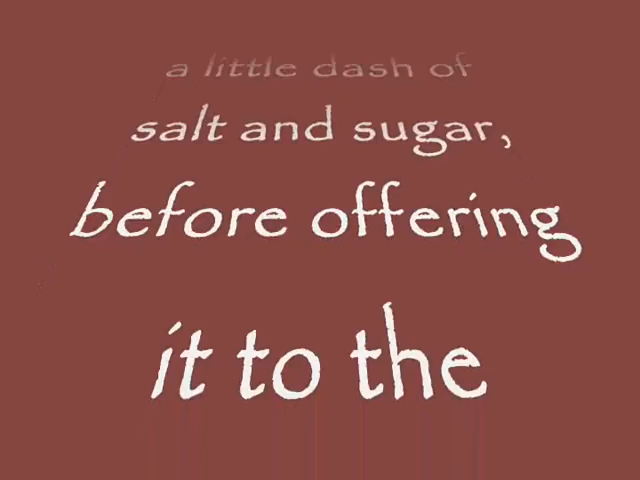 a little dash of
salt and sugar,
before offering
it to the